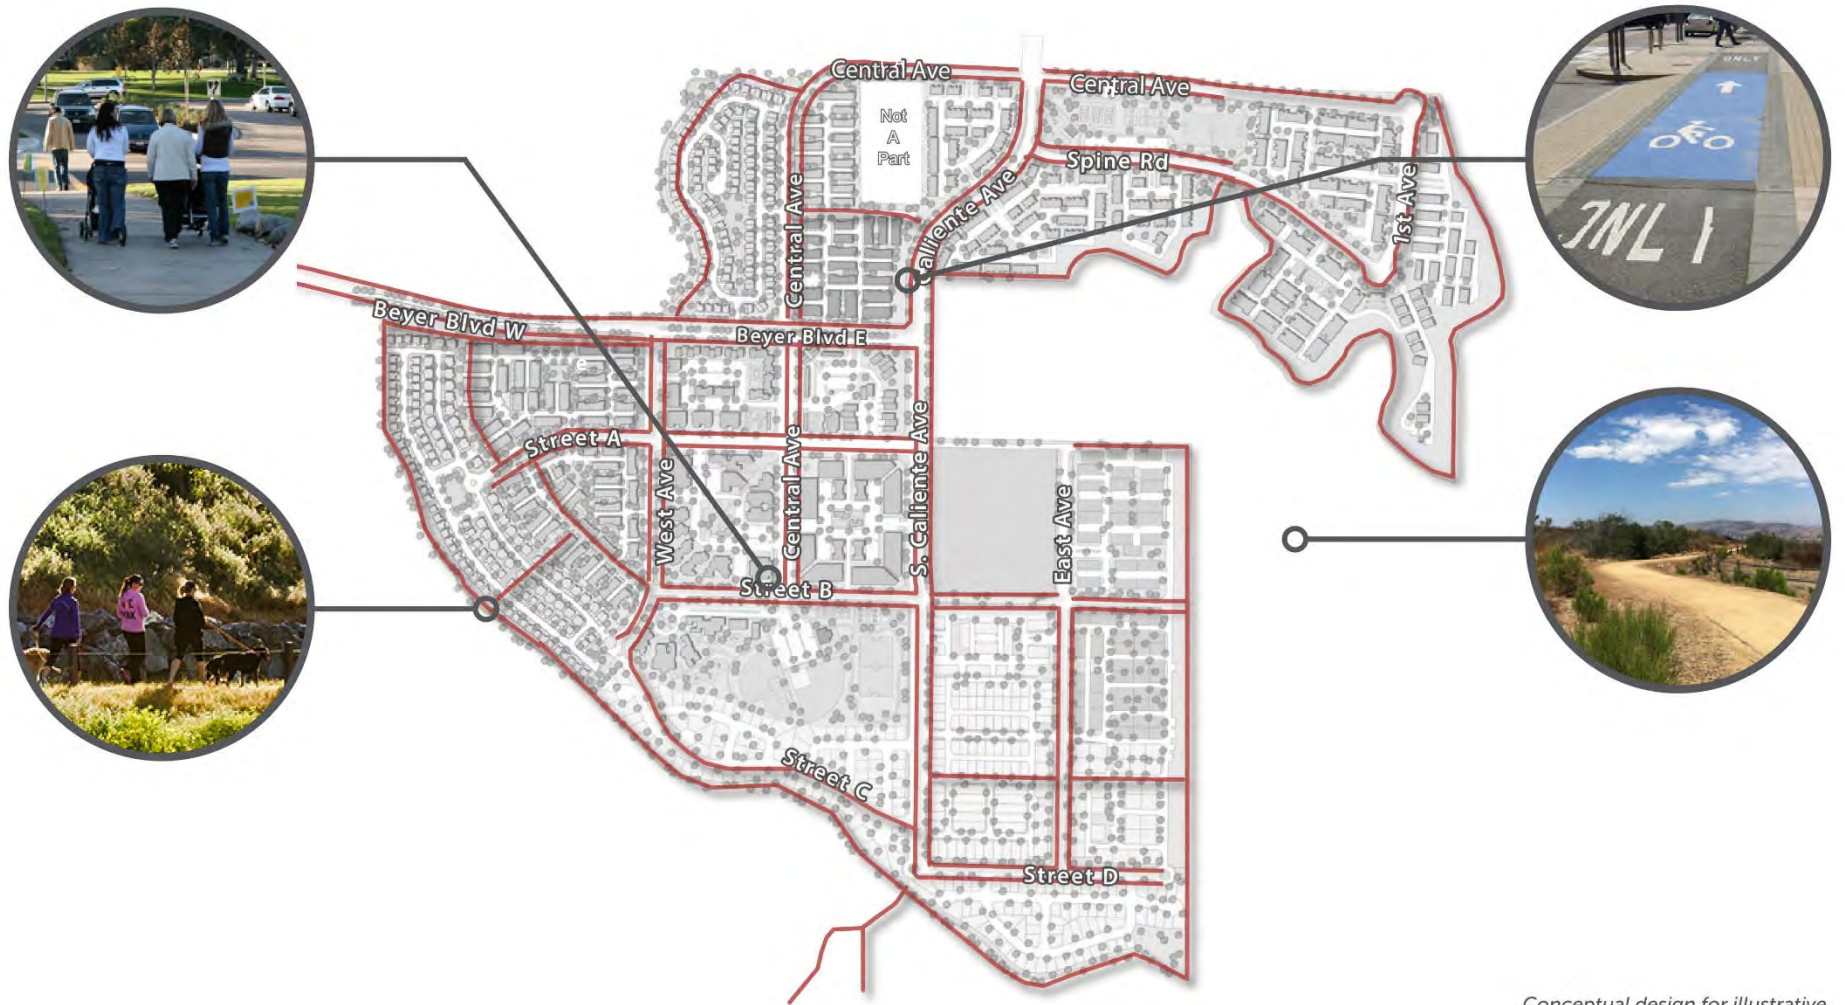 Central Ave
Central Ave
Not
A
Part
Spine Rd
ONLY
ONLY
Central Ave
Caliente Ave
1st Ave
Beyer Blvd W
Beyer Blvd E
e
Street A
West Ave
Central Ave
S. Caliente Ave
East Ave
Street B
Street C
Street D
Conceptual design for illustrative